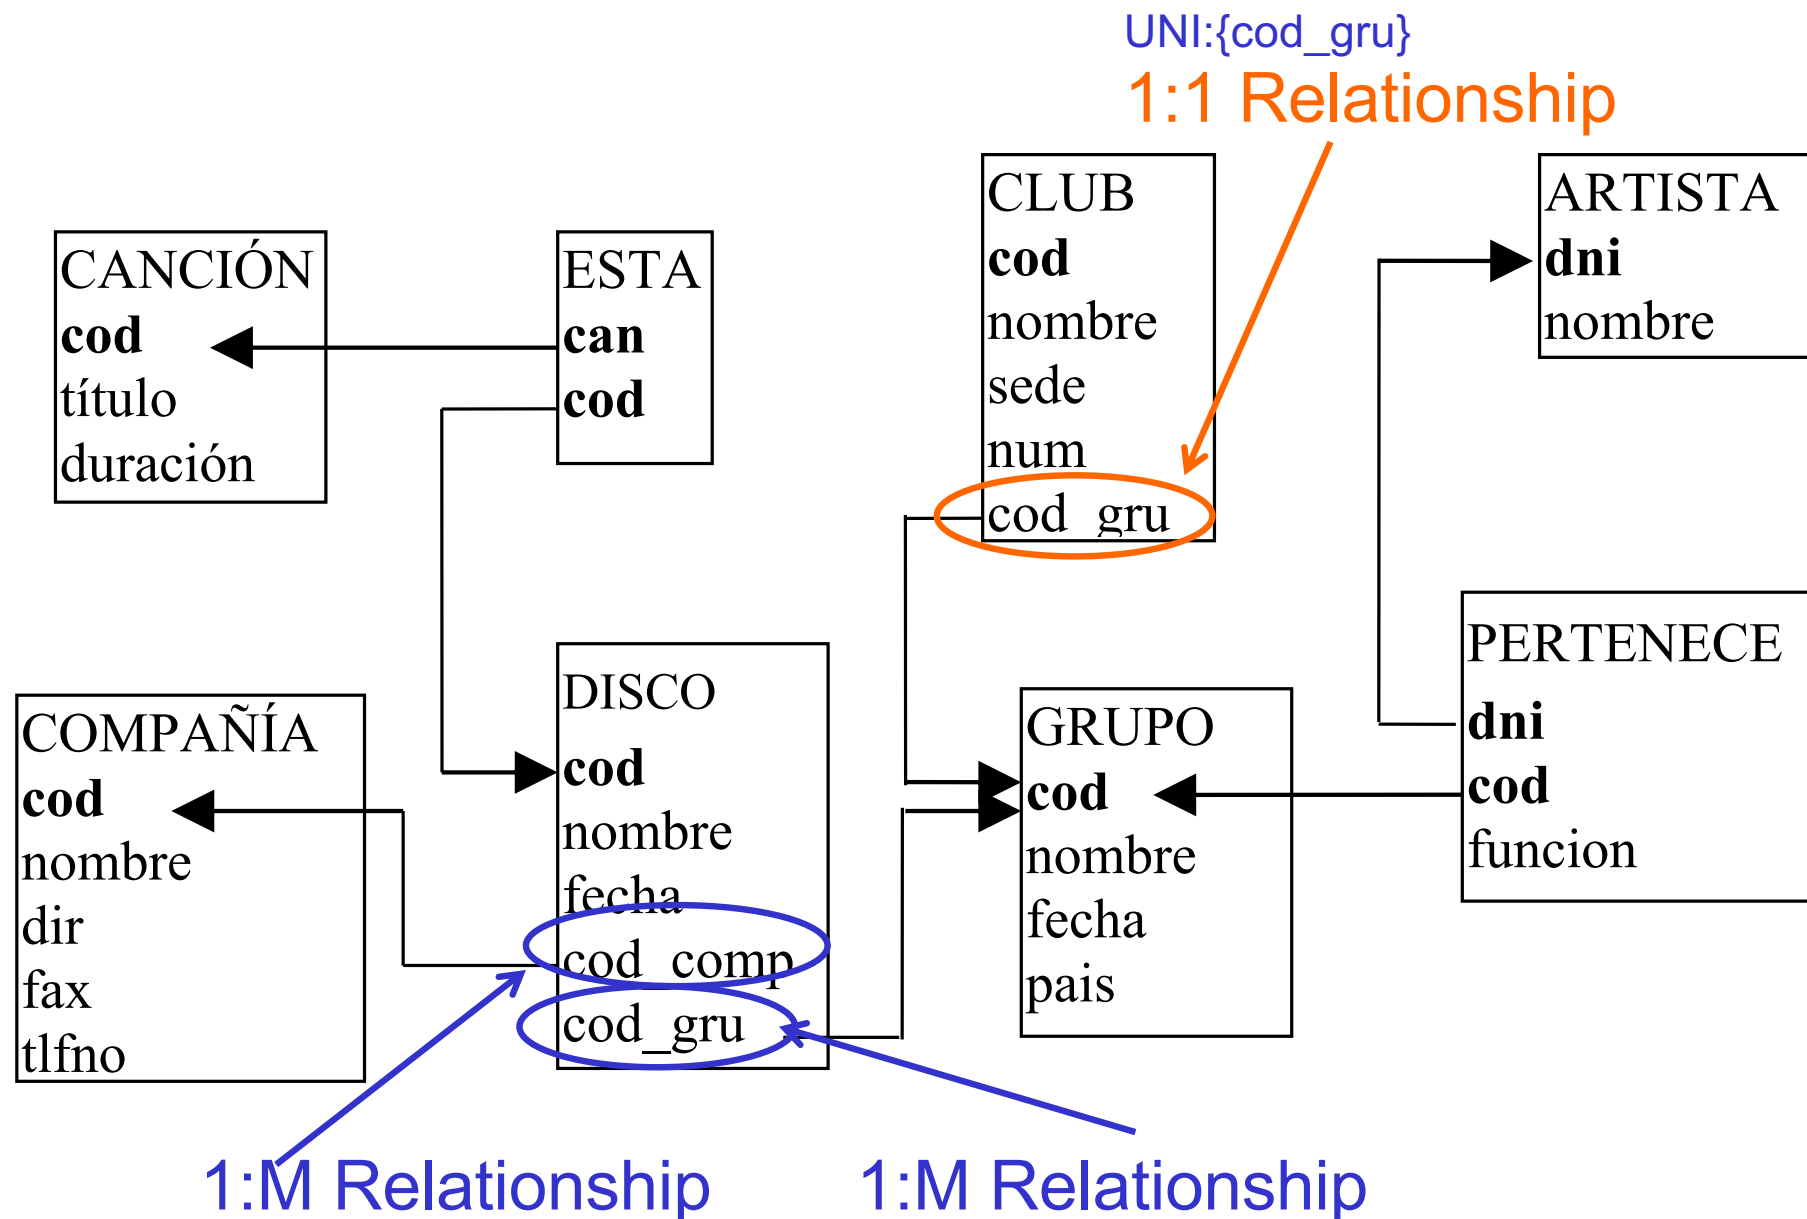 UNI:{cod_gru}
1:1 Relationship
CANCIÓN
cod
título
duración
ESTA
can
cod
CLUB
cod
nombre
sede
num
cod_gru
ARTISTA
dni
nombre
COMPAÑÍA
cod
nombre
dir
fax
tlfno
DISCO
cod
nombre
fecha
cod_comp
cod_gru
GRUPO
cod
nombre
fecha
pais
PERTENECE
dni
cod
funcion
1:M Relationship
1:M Relationship